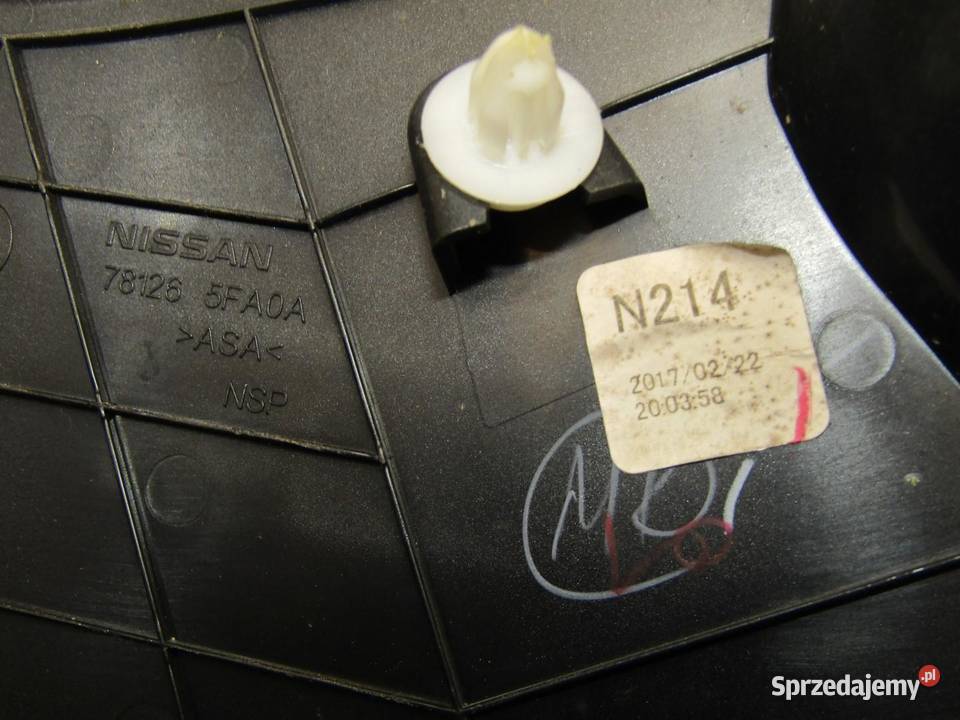 NISSAN
78126 5FA0A
>ASA<
NSP
N214
2017/02/22
20:03:58
Sprzedajemy.pl